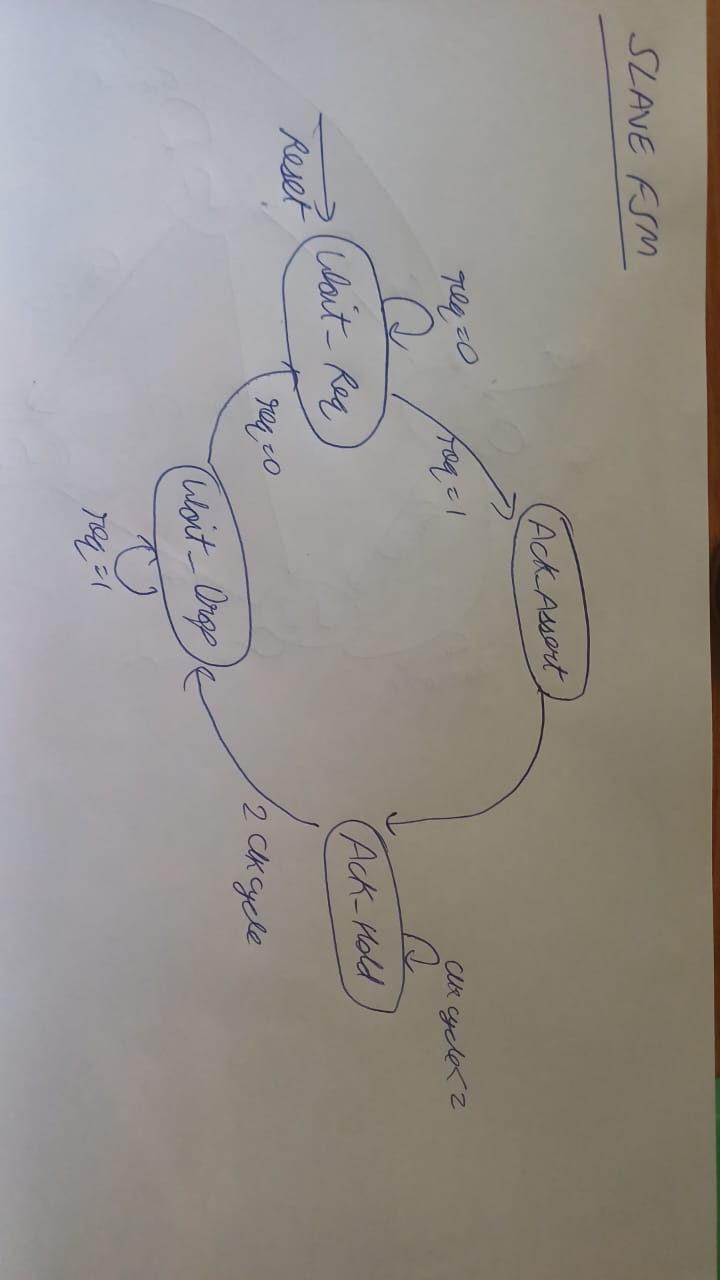 SLAVE FSM
Reset
Wait_Req
req=0
req=1
Ack_Assert
clk cycle<2
Ack_Hold
2 clk cycle
Wait_Drop
req=1
req=0